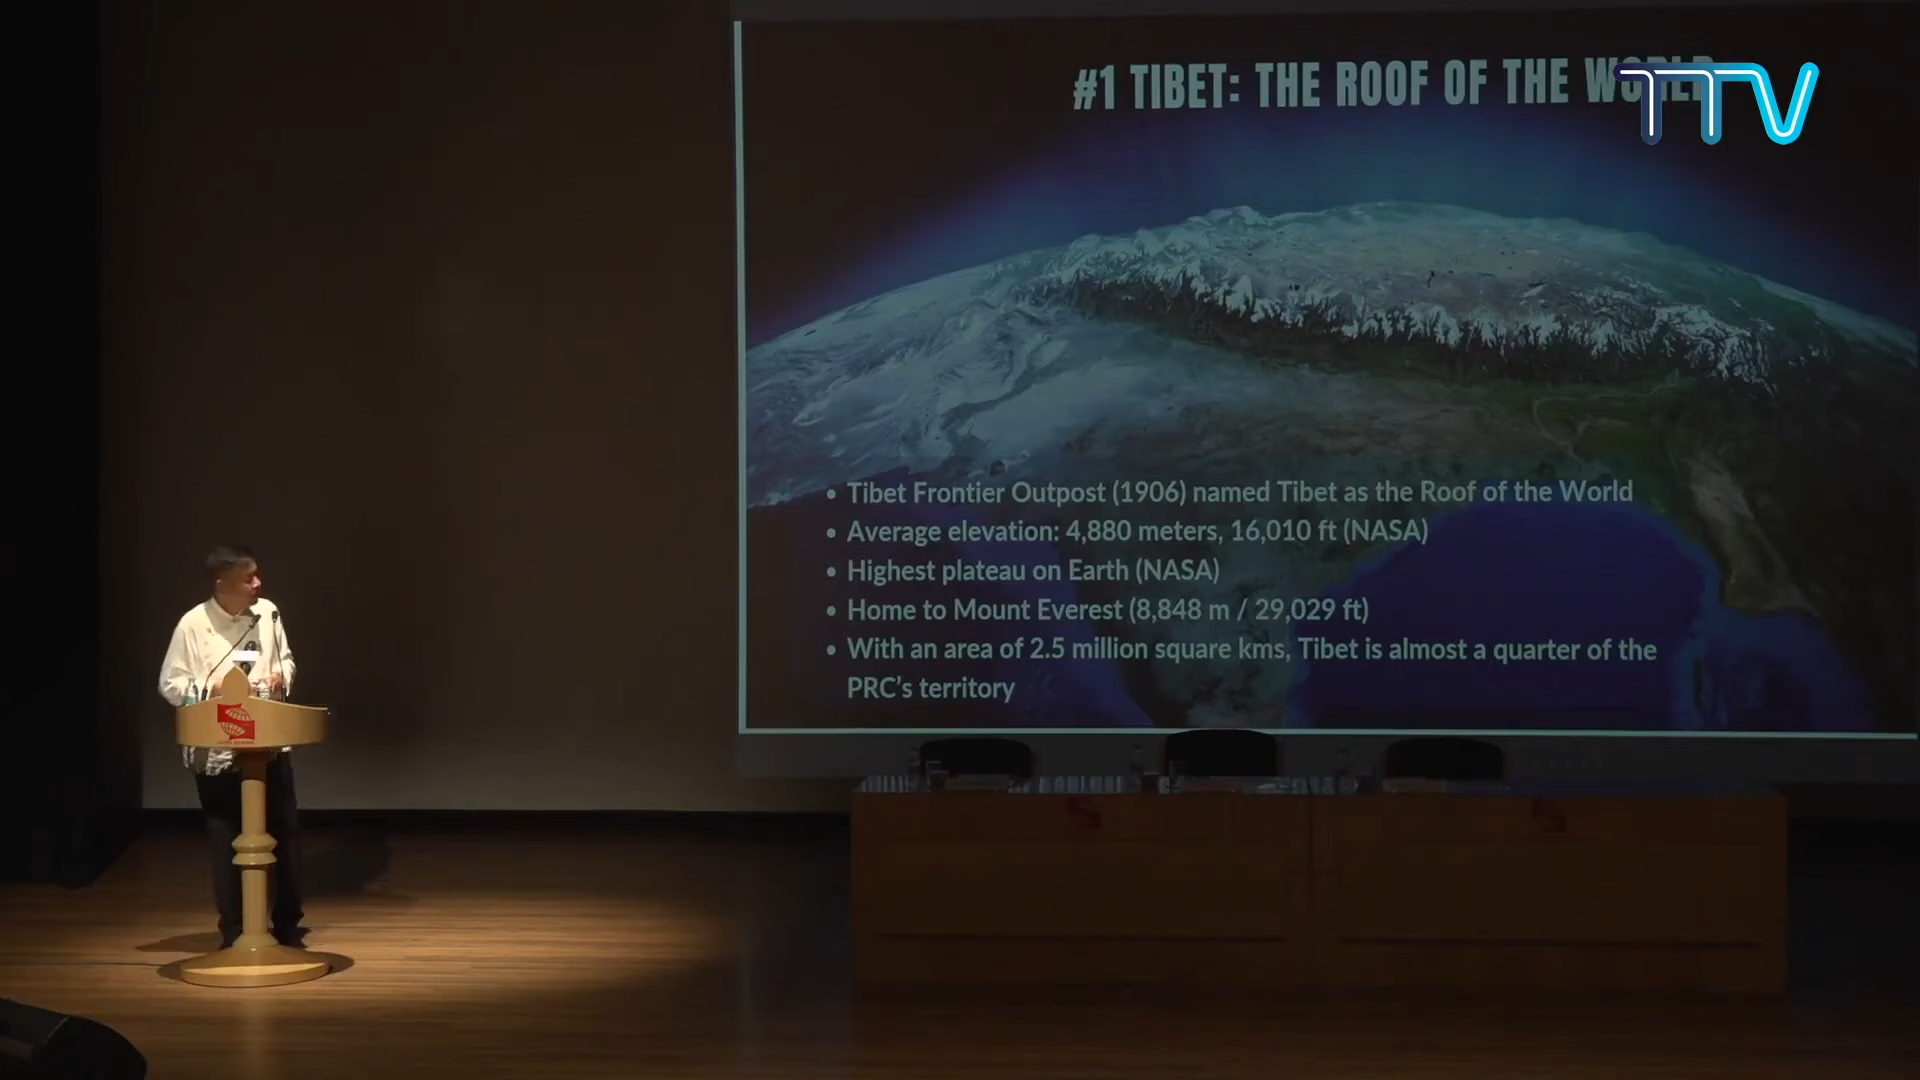 #1 TIBET: THE ROOF OF THE WORLD
TTV
• Tibet Frontier Outpost (1906) named Tibet as the Roof of the World
• Average elevation: 4,880 meters, 16,010 ft (NASA)
• Highest plateau on Earth (NASA)
• Home to Mount Everest (8,848 m / 29,029 ft)
• With an area of 2.5 million square kms, Tibet is almost a quarter of the
PRC's territory